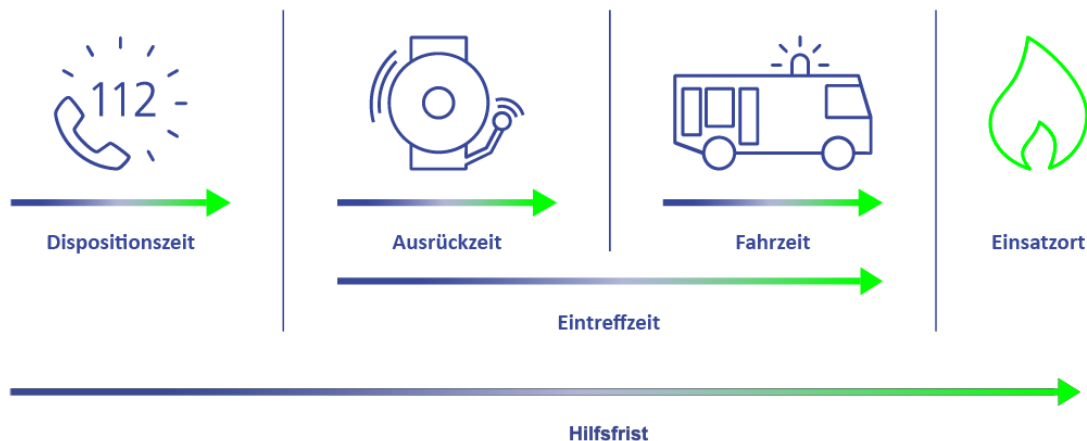 112
Dispositionszeit
Ausrückzeit
Fahrzeit
Einsatzort
Eintreffzeit
Hilfsfrist